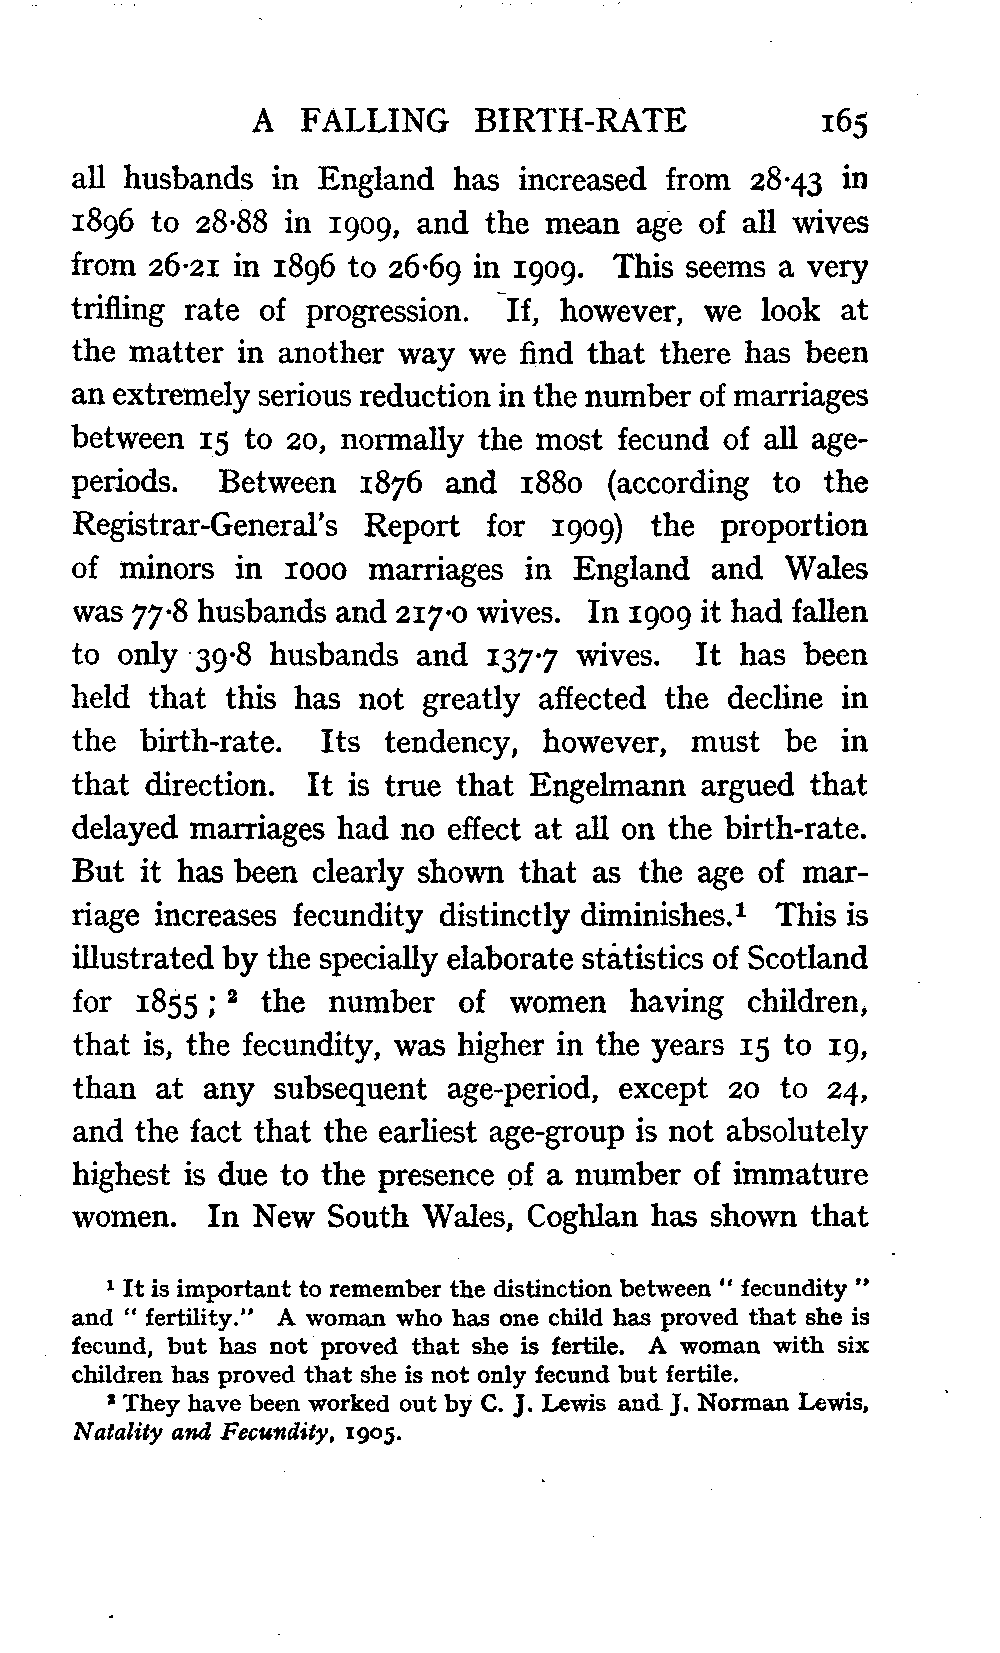 A FALLING BIRTH-RATE 165
all husbands in England has increased from 28·43 in
1896 to 28·88 in 1909, and the mean age of all wives
from 26·21 in 1896 to 26·69 in 1909. This seems a very
trifling rate of progression. If, however, we look at
the matter in another way we find that there has been
an extremely serious reduction in the number of marriages
between 15 to 20, normally the most fecund of all age-
periods. Between 1876 and 1880 (according to the
Registrar-General's Report for 1909) the proportion
of minors in 1000 marriages in England and Wales
was 77·8 husbands and 217·0 wives. In 1909 it had fallen
to only 39·8 husbands and 137·7 wives. It has been
held that this has not greatly affected the decline in
the birth-rate. Its tendency, however, must be in
that direction. It is true that Engelmann argued that
delayed marriages had no effect at all on the birth-rate.
But it has been clearly shown that as the age of mar-
riage increases fecundity distinctly diminishes.¹ This is
illustrated by the specially elaborate statistics of Scotland
for 1855 ; ² the number of women having children,
that is, the fecundity, was higher in the years 15 to 19,
than at any subsequent age-period, except 20 to 24,
and the fact that the earliest age-group is not absolutely
highest is due to the presence of a number of immature
women. In New South Wales, Coghlan has shown that
¹ It is important to remember the distinction between " fecundity "
and " fertility." A woman who has one child has proved that she is
fecund, but has not proved that she is fertile. A woman with six
children has proved that she is not only fecund but fertile.
² They have been worked out by C. J. Lewis and J. Norman Lewis,
Natality and Fecundity, 1905.